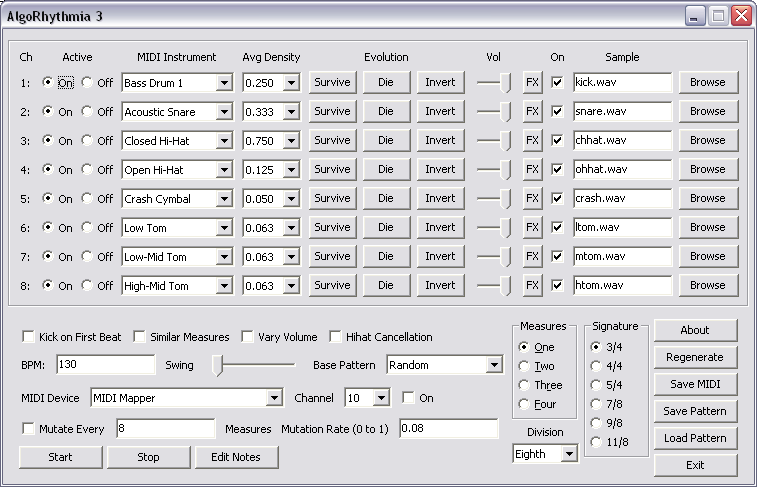 AlgoRhythmia 3
Ch Active MIDI Instrument Avg Density Evolution Vol On Sample
1: On Off Bass Drum 1 0.250 Survive Die Invert FX kick.wav Browse
2: On Off Acoustic Snare 0.333 Survive Die Invert FX snare.wav Browse
3: On Off Closed Hi-Hat 0.750 Survive Die Invert FX chhat.wav Browse
4: On Off Open Hi-Hat 0.125 Survive Die Invert FX ohhat.wav Browse
5: On Off Crash Cymbal 0.050 Survive Die Invert FX crash.wav Browse
6: On Off Low Tom 0.063 Survive Die Invert FX ltom.wav Browse
7: On Off Low-Mid Tom 0.063 Survive Die Invert FX mtom.wav Browse
8: On Off High-Mid Tom 0.063 Survive Die Invert FX htom.wav Browse
Kick on First Beat Similar Measures Vary Volume Hihat Cancellation
BPM: 130 Swing Base Pattern Random
MIDI Device MIDI Mapper Channel 10 On
Mutate Every 8 Measures Mutation Rate (0 to 1) 0.08
Start Stop Edit Notes
Measures
One
Two
Three
Four
Division
Eighth
Signature
3/4
4/4
5/4
7/8
9/8
11/8
About
Regenerate
Save MIDI
Save Pattern
Load Pattern
Exit